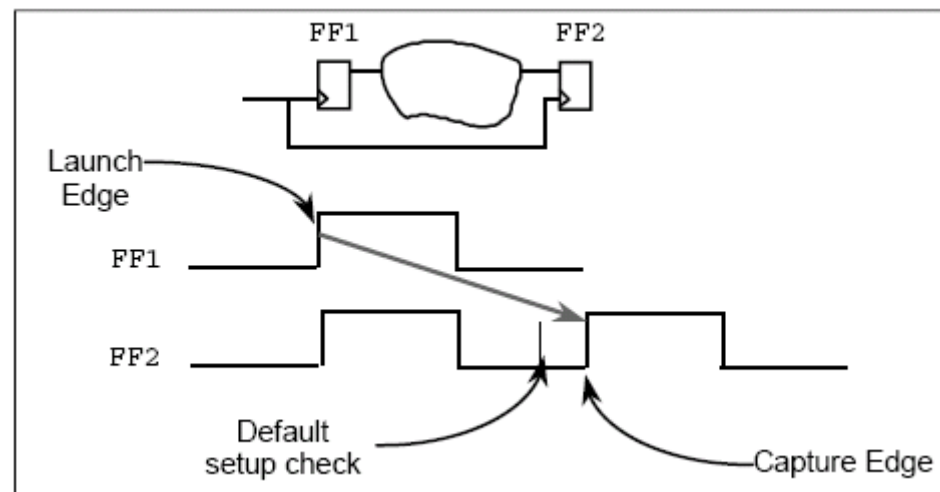 FF1
FF2
Launch
Edge
FF1
FF2
Default
setup check
Capture Edge